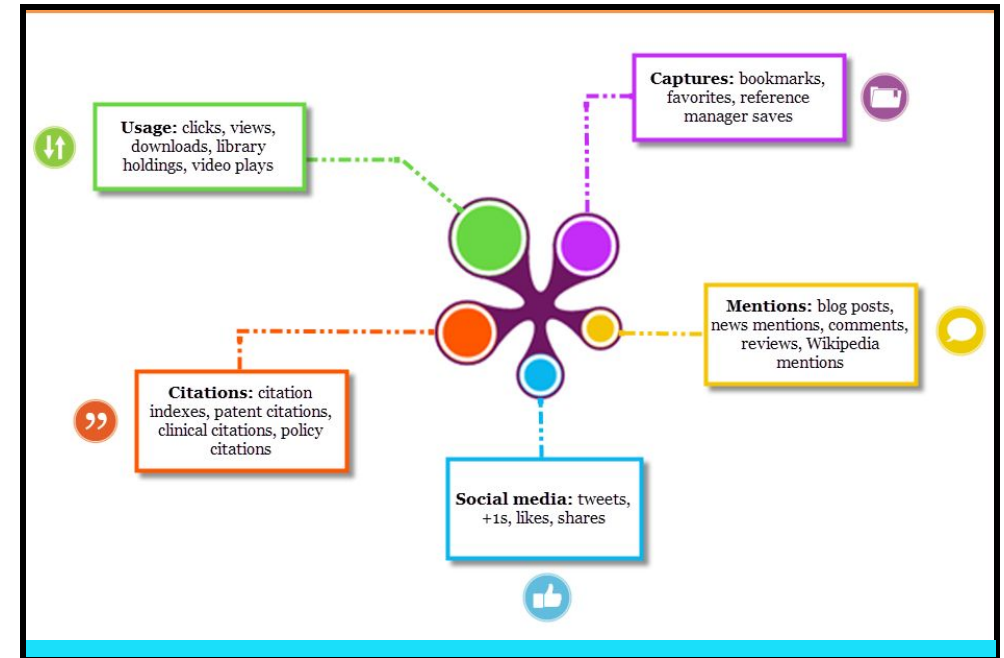 Captures: bookmarks,
favorites, reference
manager saves
Usage: clicks, views,
downloads, library
holdings, video plays
Mentions: blog posts,
news mentions, comments,
reviews, Wikipedia
mentions
Citations: citation
indexes, patent citations,
clinical citations, policy
citations
Social media: tweets,
+1s, likes, shares